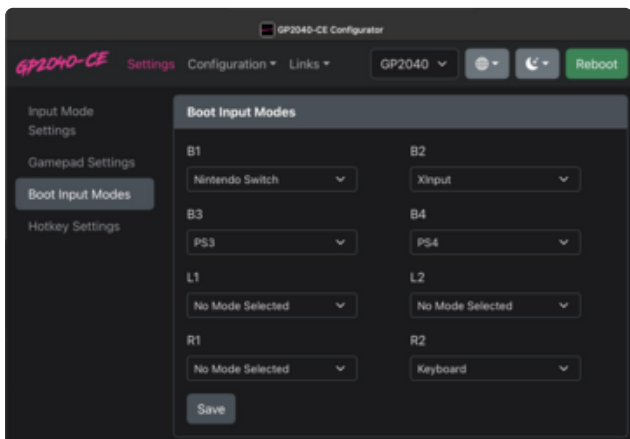 GP2040-CE Configurator
GP2040-CE Settings Configuration Links GP2040 Reboot
Input Mode
Settings
Gamepad Settings
Boot Input Modes
Hotkey Settings
Boot Input Modes
B1 B2
Nintendo Switch XInput
B3 B4
PS3 PS4
L1 L2
No Mode Selected No Mode Selected
R1 R2
No Mode Selected Keyboard
Save